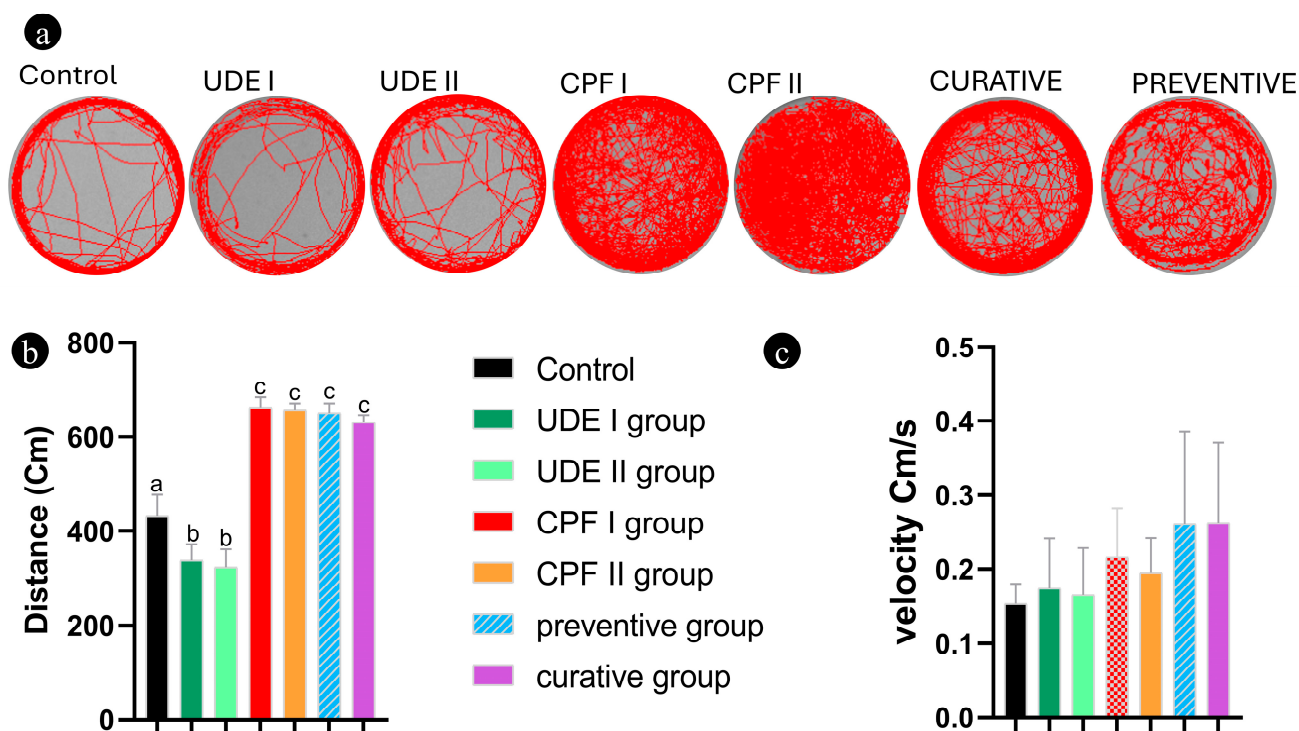 a
Control
UDE I
UDE II
CPF I
CPF II
CURATIVE
PREVENTIVE
b
Distance (Cm)
800
600
400
200
0
a
b
b
c
c
c
c
Control
UDE I group
UDE II group
CPF I group
CPF II group
preventive group
curative group
c
velocity Cm/s
0.5
0.4
0.3
0.2
0.1
0.0